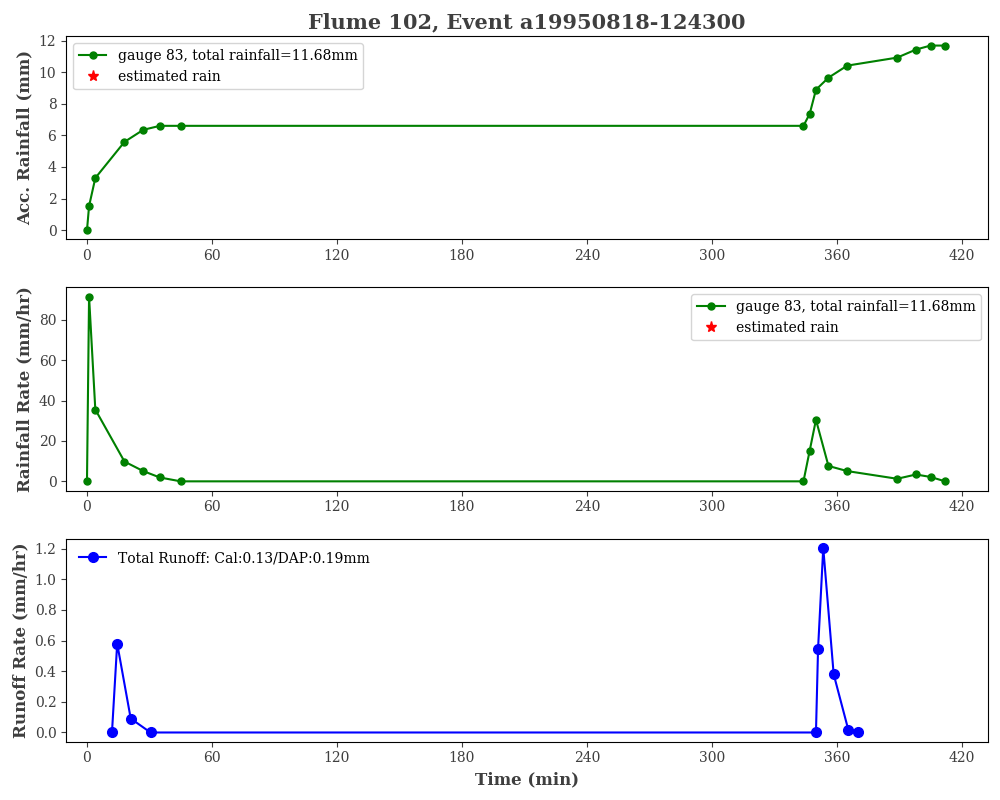 Flume 102, Event a19950818-124300
Acc. Rainfall (mm)
12
10
8
6
4
2
0
gauge 83, total rainfall=11.68mm
estimated rain
0 60 120 180 240 300 360 420
Rainfall Rate (mm/hr)
80
60
40
20
0
gauge 83, total rainfall=11.68mm
estimated rain
0 60 120 180 240 300 360 420
Runoff Rate (mm/hr)
1.2
1.0
0.8
0.6
0.4
0.2
0.0
Total Runoff: Cal:0.13/DAP:0.19mm
0 60 120 180 240 300 360 420
Time (min)